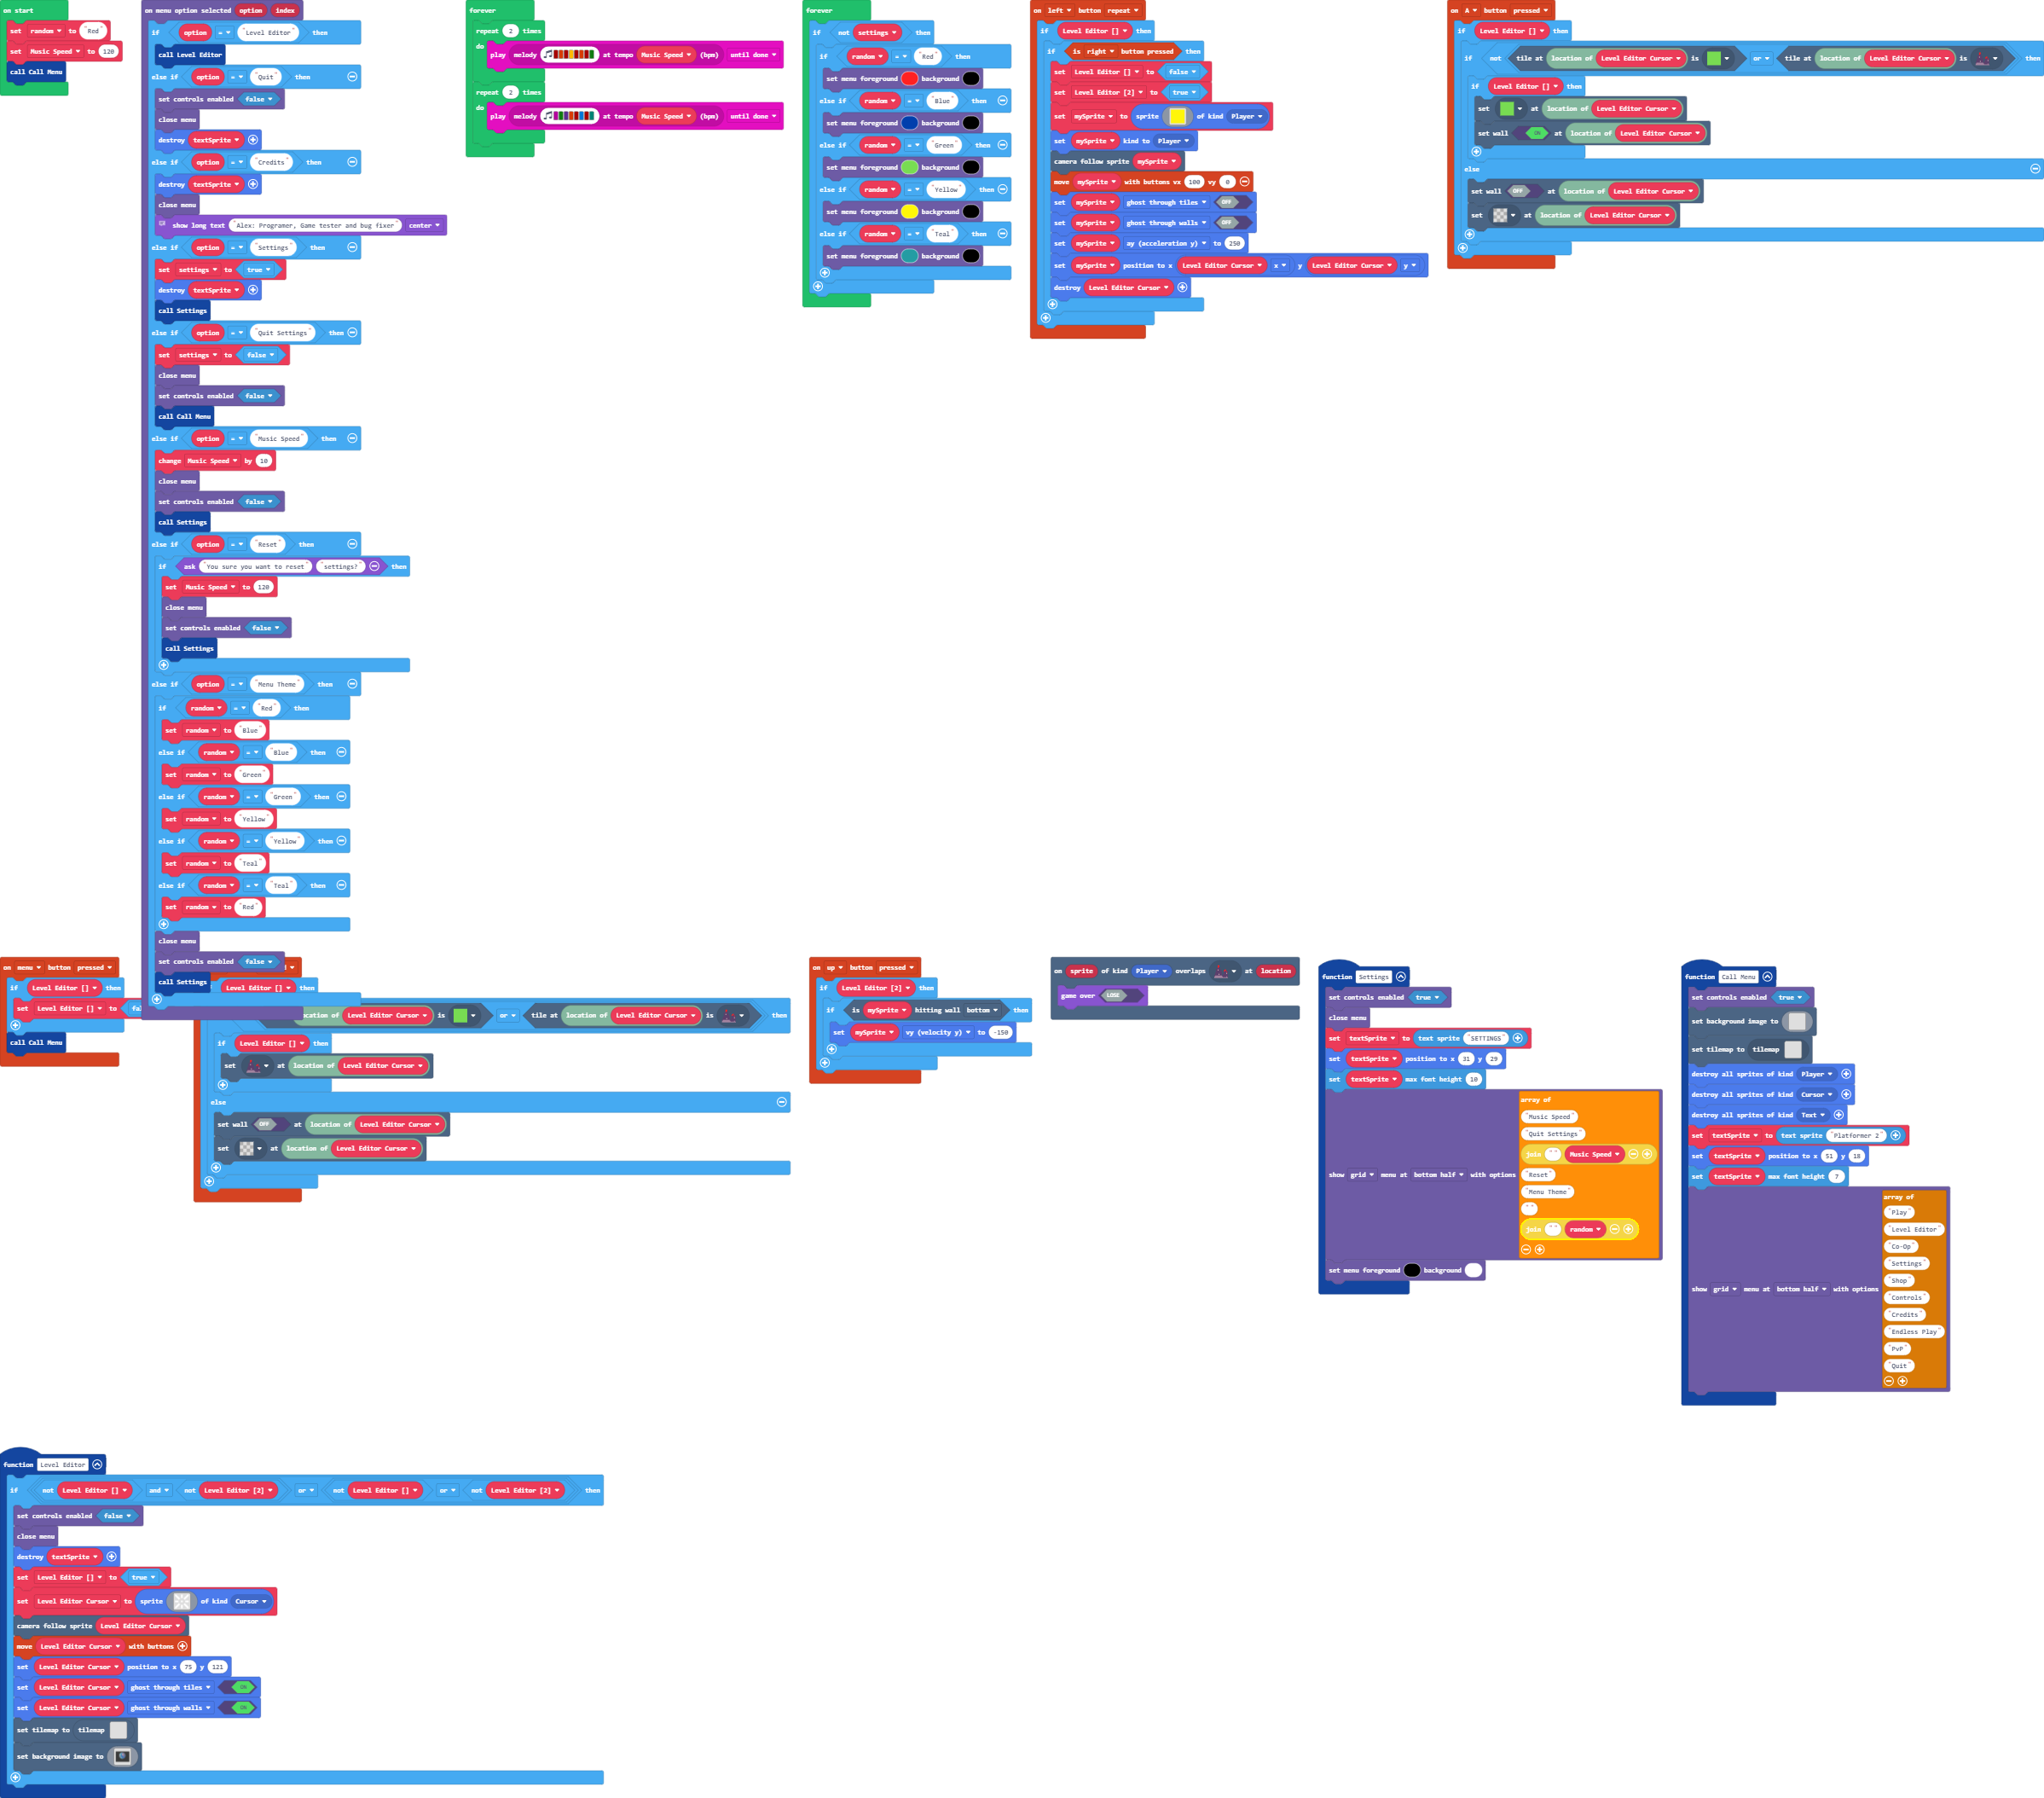 on start
set random to "Red"
set Music Speed to 120
call Call Menu
on menu option selected option index
if option = "Level Editor" then
call Level Editor
else if option = "Quit" then
set controls enabled false
close menu
destroy textSprite
else if option = "Credits" then
destroy textSprite
close menu
show long text "Alex: Programer, Game tester and bug fixer" center
else if option = "Settings" then
set settings to true
destroy textSprite
call Settings
else if option = "Quit Settings" then
set settings to false
close menu
set controls enabled false
call Call Menu
else if option = "Music Speed" then
change Music Speed by 10
close menu
set controls enabled false
call Settings
else if option = "Reset" then
if ask "You sure you want to reset" "settings?" then
set Music Speed to 120
close menu
set controls enabled false
call Settings
else if option = "Menu Theme" then
if random = "Red" then
set random to "Blue"
else if random = "Blue" then
set random to "Green"
else if random = "Green" then
set random to "Yellow"
else if random = "Yellow" then
set random to "Teal"
else if random = "Teal" then
set random to "Red"
close menu
set controls enabled false
call Settings
forever
repeat 2 times
do
play melody at tempo Music Speed (bpm) until done
repeat 2 times
do
play melody at tempo Music Speed (bpm) until done
forever
if not settings then
if random = "Red" then
set menu foreground background
else if random = "Blue" then
set menu foreground background
else if random = "Green" then
set menu foreground background
else if random = "Yellow" then
set menu foreground background
else if random = "Teal" then
set menu foreground background
on left button repeat
if Level Editor [] then
if is right button pressed then
set Level Editor [] to false
set Level Editor [2] to true
set mySprite to sprite of kind Player
set mySprite kind to Player
camera follow sprite mySprite
move mySprite with buttons vx 100 vy 0
set mySprite ghost through tiles OFF
set mySprite ghost through walls OFF
set mySprite ay (acceleration y) to 250
set mySprite position to x Level Editor Cursor x y Level Editor Cursor y
destroy Level Editor Cursor
on A button pressed
if Level Editor [] then
if not tile at location of Level Editor Cursor is or tile at location of Level Editor Cursor is then
if Level Editor [] then
set at location of Level Editor Cursor
set wall ON at location of Level Editor Cursor
else
set wall OFF at location of Level Editor Cursor
set at location of Level Editor Cursor
on menu button pressed
if Level Editor [] then
set Level Editor [] to fal
call Call Menu
Level Editor [] then
cation of Level Editor Cursor is or tile at location of Level Editor Cursor is then
if Level Editor [] then
set at location of Level Editor Cursor
else
set wall OFF at location of Level Editor Cursor
set at location of Level Editor Cursor
on up button pressed
if Level Editor [2] then
if is mySprite hitting wall bottom then
set mySprite vy (velocity y) to -150
on sprite of kind Player overlaps at location
game over LOSE
function Settings
set controls enabled true
close menu
set textSprite to text sprite "SETTINGS"
set textSprite position to x 31 y 29
set textSprite max font height 10
show grid menu at bottom half with options
array of
"Music Speed"
"Quit Settings"
join " " Music Speed
"Reset"
"Menu Theme"
" "
join " " random
set menu foreground background
function Call Menu
set controls enabled true
set background image to
set tilemap to tilemap
destroy all sprites of kind Player
destroy all sprites of kind Cursor
destroy all sprites of kind Text
set textSprite to text sprite "Platformer 2"
set textSprite position to x 51 y 18
set textSprite max font height 7
show grid menu at bottom half with options
array of
"Play"
"Level Editor"
"Co-Op"
"Settings"
"Shop"
"Controls"
"Credits"
"Endless Play"
"PvP"
"Quit"
function Level Editor
if not Level Editor [] and not Level Editor [2] or not Level Editor [] or not Level Editor [2] then
set controls enabled false
close menu
destroy textSprite
set Level Editor [] to true
set Level Editor Cursor to sprite of kind Cursor
camera follow sprite Level Editor Cursor
move Level Editor Cursor with buttons
set Level Editor Cursor position to x 75 y 121
set Level Editor Cursor ghost through tiles ON
set Level Editor Cursor ghost through walls ON
set tilemap to tilemap
set background image to